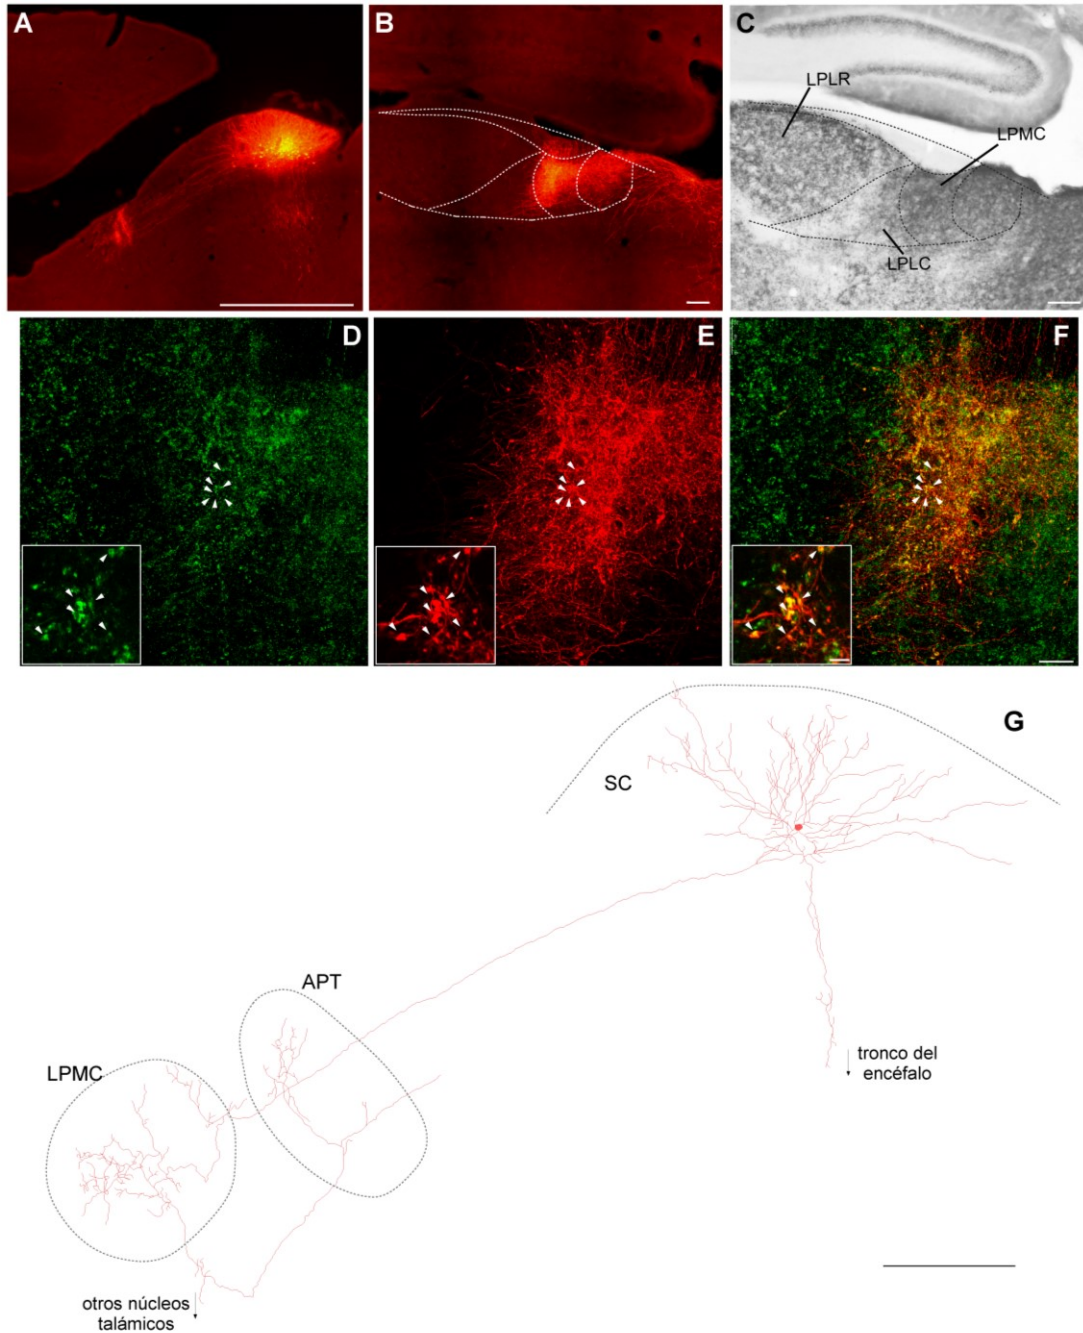 A
B
C
LPLR
LPMC
LPLC
D
E
F
G
SC
APT
LPMC
tronco del
encéfalo
otros núcleos
talámicos